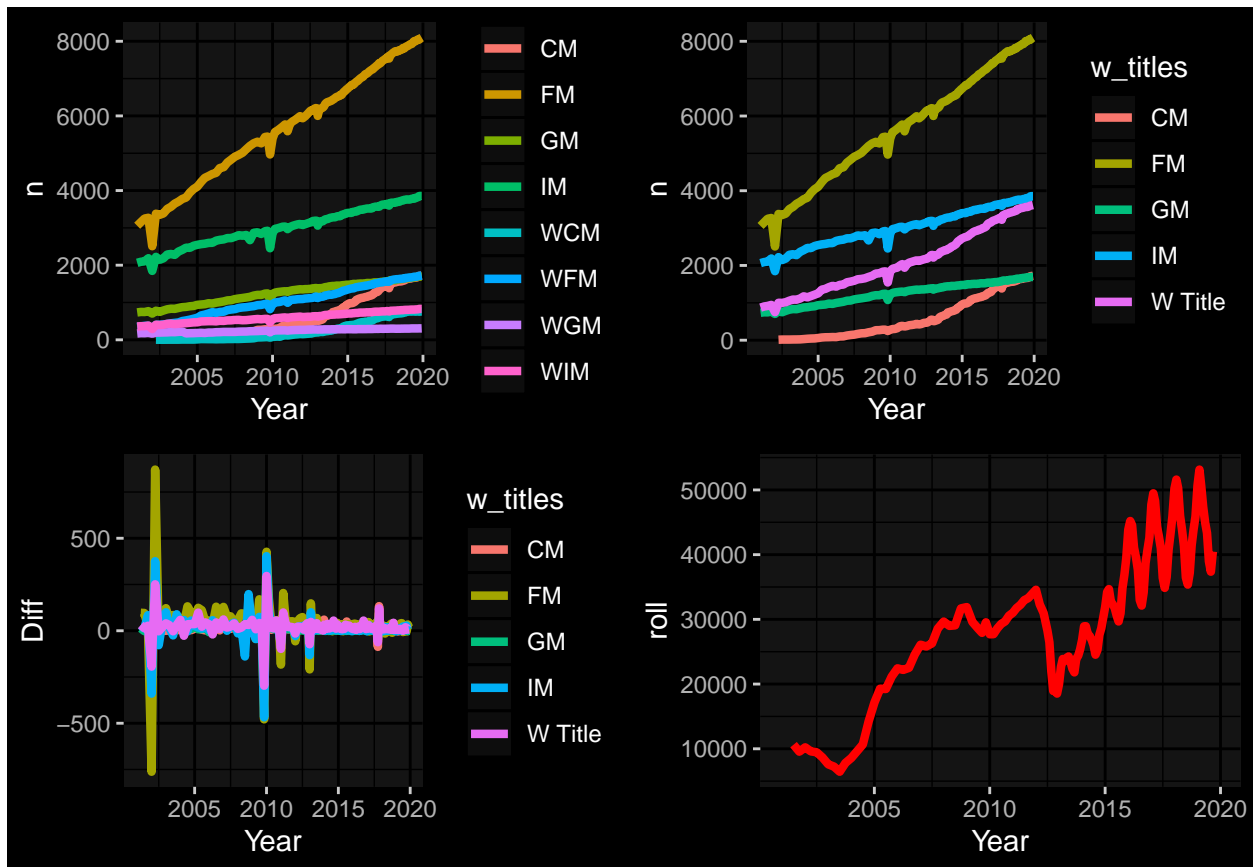 8000
6000
4000
2000
0
n
2005
2010
2015
2020
Year
CM
FM
GM
IM
WCM
WFM
WGM
WIM
8000
6000
4000
2000
0
n
2005
2010
2015
2020
Year
w_titles
CM
FM
GM
IM
W Title
500
0
−500
Diff
2005
2010
2015
2020
Year
w_titles
CM
FM
GM
IM
W Title
50000
40000
30000
20000
10000
roll
2005
2010
2015
2020
Year